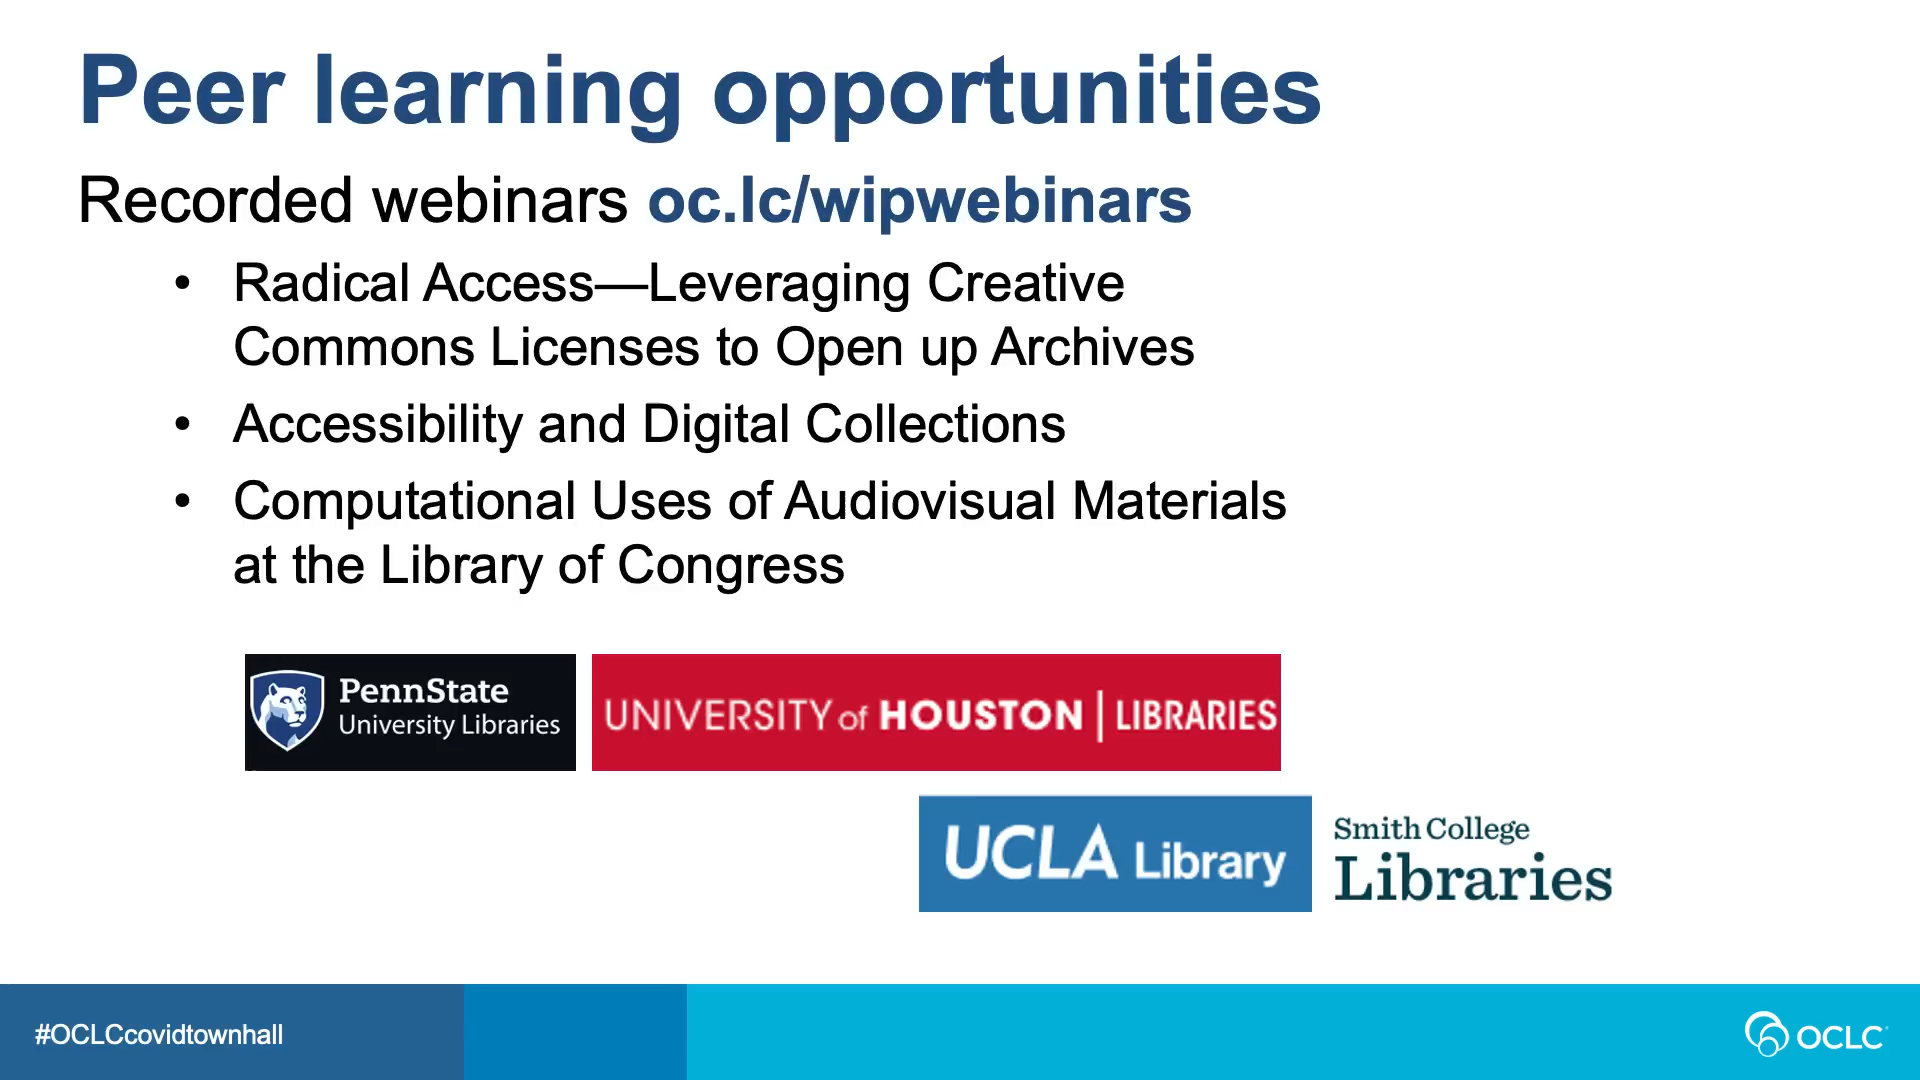 Peer learning opportunities
Recorded webinars oc.lc/wipwebinars
• Radical Access—Leveraging Creative
Commons Licenses to Open up Archives
• Accessibility and Digital Collections
• Computational Uses of Audiovisual Materials
at the Library of Congress
PennState
University Libraries
UNIVERSITY of HOUSTON | LIBRARIES
UCLA Library
Smith College
Libraries
#OCLCcovidtownhall
OCLC